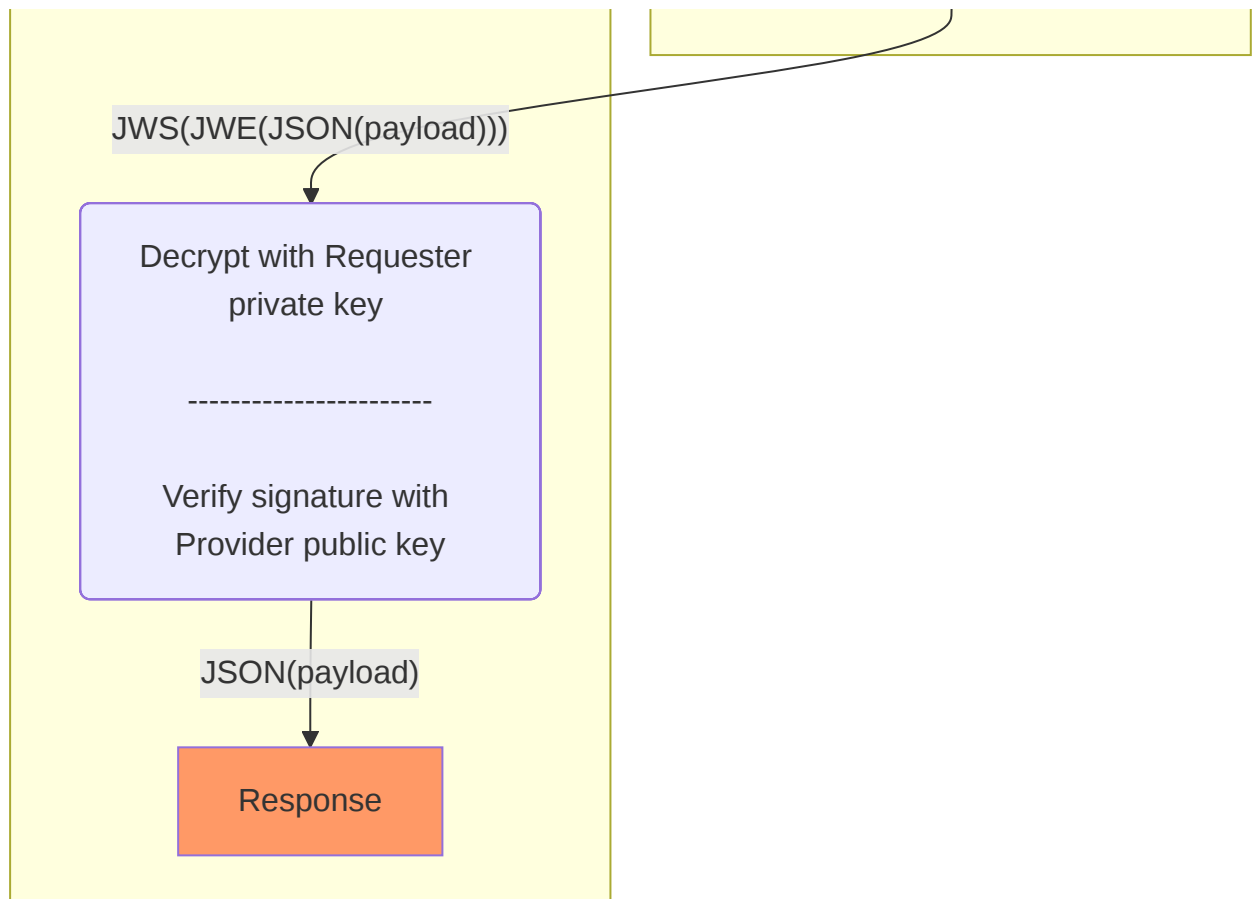 JWS(JWE(JSON(payload)))
Decrypt with Requester
private key
-----------------------
Verify signature with
Provider public key
JSON(payload)
Response